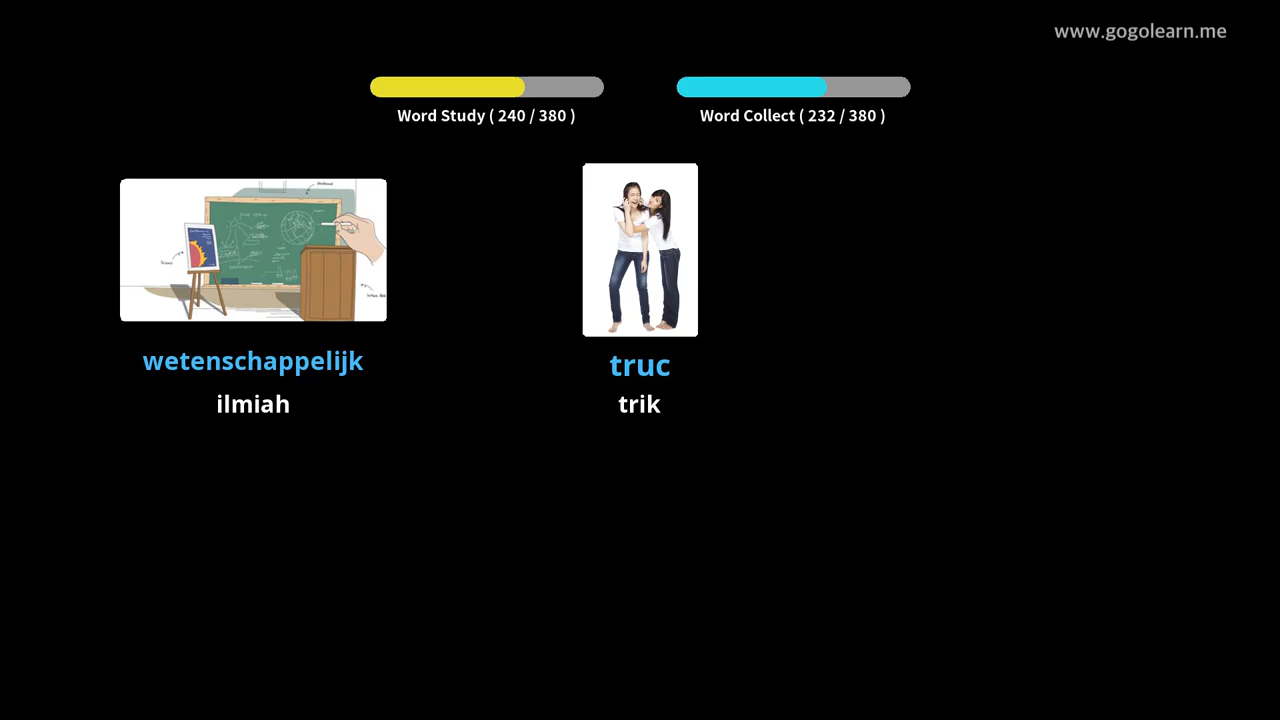 www.gogolearn.me
Word Study ( 240 / 380 )
Word Collect ( 232 / 380 )
wetenschappelijk
ilmiah
truc
trik